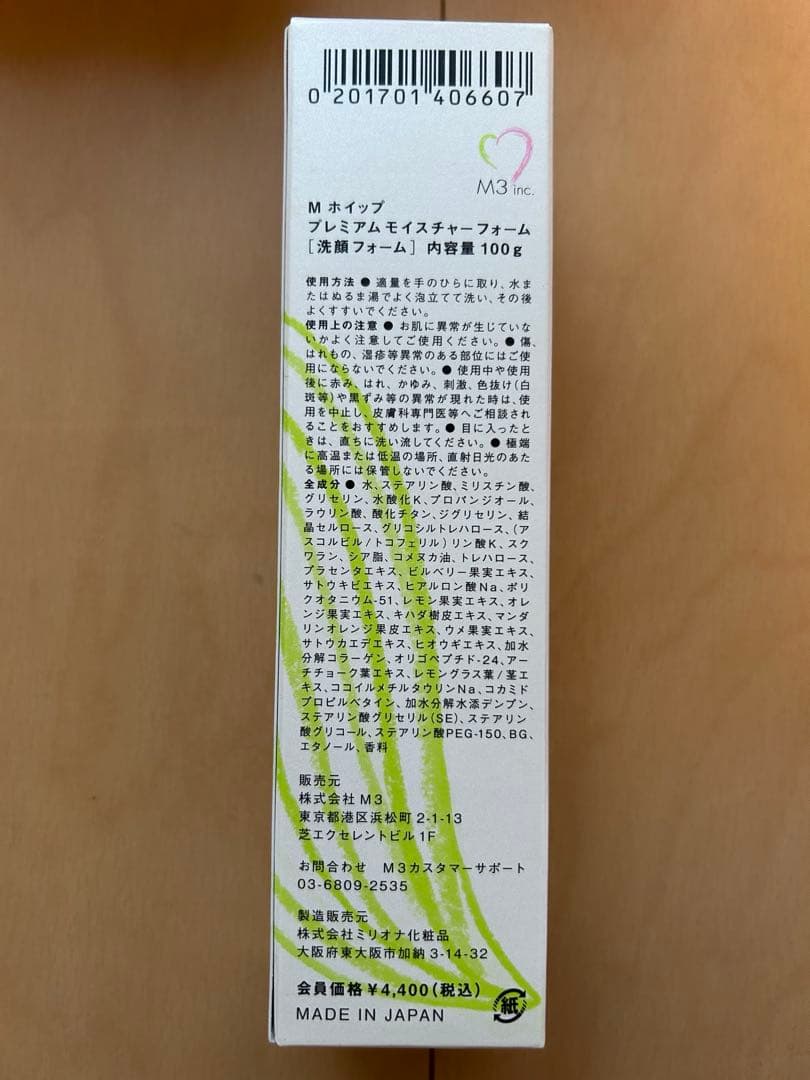 0 201701 406607
M3 inc.
M ホイップ
プレミアム モイスチャーフォーム
[洗顔フォーム] 内容量 100g
使用方法 ● 適量を手のひらに取り、水ま
たはぬるま湯でよく泡立てて洗い、その後
よくすすいでください。
使用上の注意 ● お肌に異常が生じていな
いかよく注意してご使用ください。● 傷、
はれもの、湿疹等異常のある部位にはご使
用にならないでください。● 使用中や使用
後に赤み、はれ、かゆみ、刺激、色抜け(白
斑等)や黒ずみ等の異常が現れた時は、使
用を中止し、皮膚科専門医等へご相談され
ることをおすすめします。● 目に入ったと
きは、直ちに洗い流してください。● 極端
に高温または低温の場所、直射日光のあた
る場所には保管しないでください。
全成分 ● 水、ステアリン酸、ミリスチン酸、
グリセリン、水酸化K、プロパンジオール、
ラウリン酸、酸化チタン、ジグリセリン、結
晶セルロース、グリコシルトレハロース、(ア
スコルビル/トコフェリル)リン酸K、スク
ワラン、シア脂、コメヌカ油、トレハロース、
プラセンタエキス、ビルベリー果実エキス、
サトウキビエキス、ヒアルロン酸Na、ポリ
クオタニウム-51、レモン果実エキス、オレ
ンジ果実エキス、キハダ樹皮エキス、マンダ
リンオレンジ果皮エキス、ウメ果実エキス、
サトウカエデエキス、ヒオウギエキス、加水
分解コラーゲン、オリゴペプチド-24、アー
チチョーク葉エキス、レモングラス葉/茎エ
キス、ココイルメチルタウリンNa、コカミド
プロピルベタイン、加水分解水添デンプン、
ステアリン酸グリセリル(SE)、ステアリン
酸グリコール、ステアリン酸PEG-150、BG、
エタノール、香料
販売元
株式会社 M3
東京都港区浜松町 2-1-13
芝エクセレントビル 1F
お問合わせ M3カスタマーサポート
03-6809-2535
製造販売元
株式会社ミリオナ化粧品
大阪府東大阪市加納 3-14-32
会員価格 ¥4,400(税込)
MADE IN JAPAN
紙